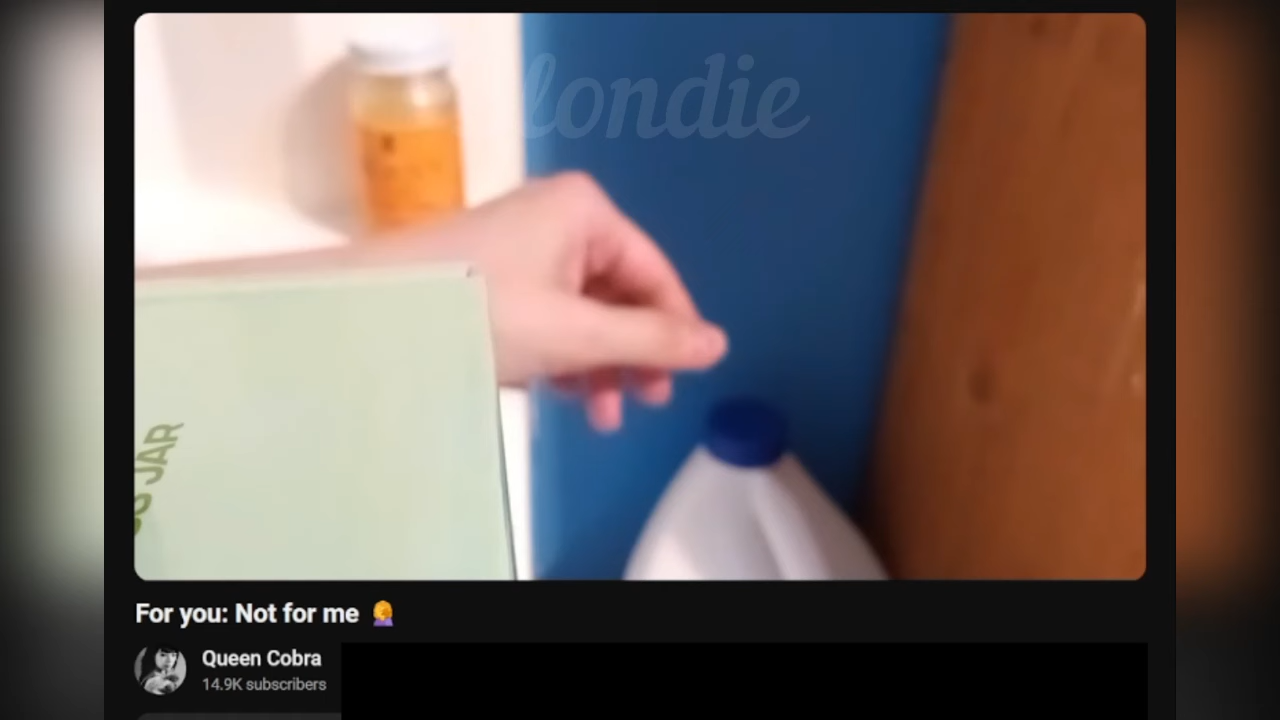 londie
JAR
For you: Not for me 🤦‍♀️
Queen Cobra
14.9K subscribers